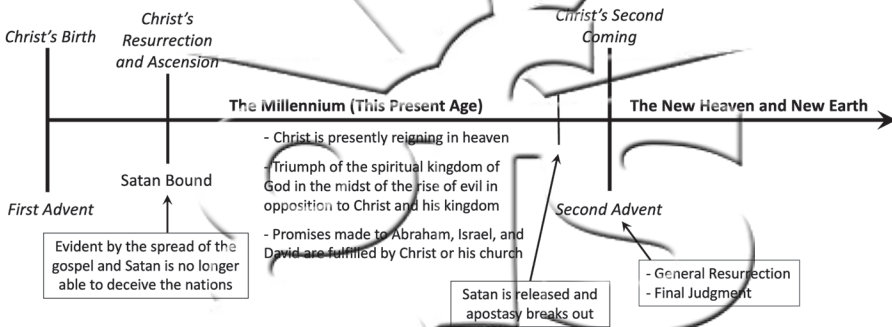 Christ’s Birth
Christ’s
Resurrection
and Ascension
Christ’s Second
Coming
The Millennium (This Present Age)
The New Heaven and New Earth
- Christ is presently reigning in heaven
- Triumph of the spiritual kingdom of
God in the midst of the rise of evil in
opposition to Christ and his kingdom
- Promises made to Abraham, Israel, and
David are fulfilled by Christ or his church
Satan Bound
First Advent
Second Advent
Evident by the spread of the
gospel and Satan is no longer
able to deceive the nations
Satan is released and
apostasy breaks out
- General Resurrection
- Final Judgment